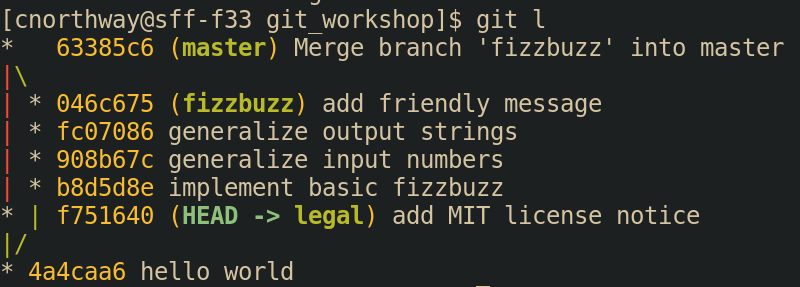 [cnorthway@sff-f33 git_workshop]$ git l
*   63385c6 (master) Merge branch 'fizzbuzz' into master
|\
| * 046c675 (fizzbuzz) add friendly message
| * fc07086 generalize output strings
| * 908b67c generalize input numbers
| * b8d5d8e implement basic fizzbuzz
* | f751640 (HEAD -> legal) add MIT license notice
|/
* 4a4caa6 hello world